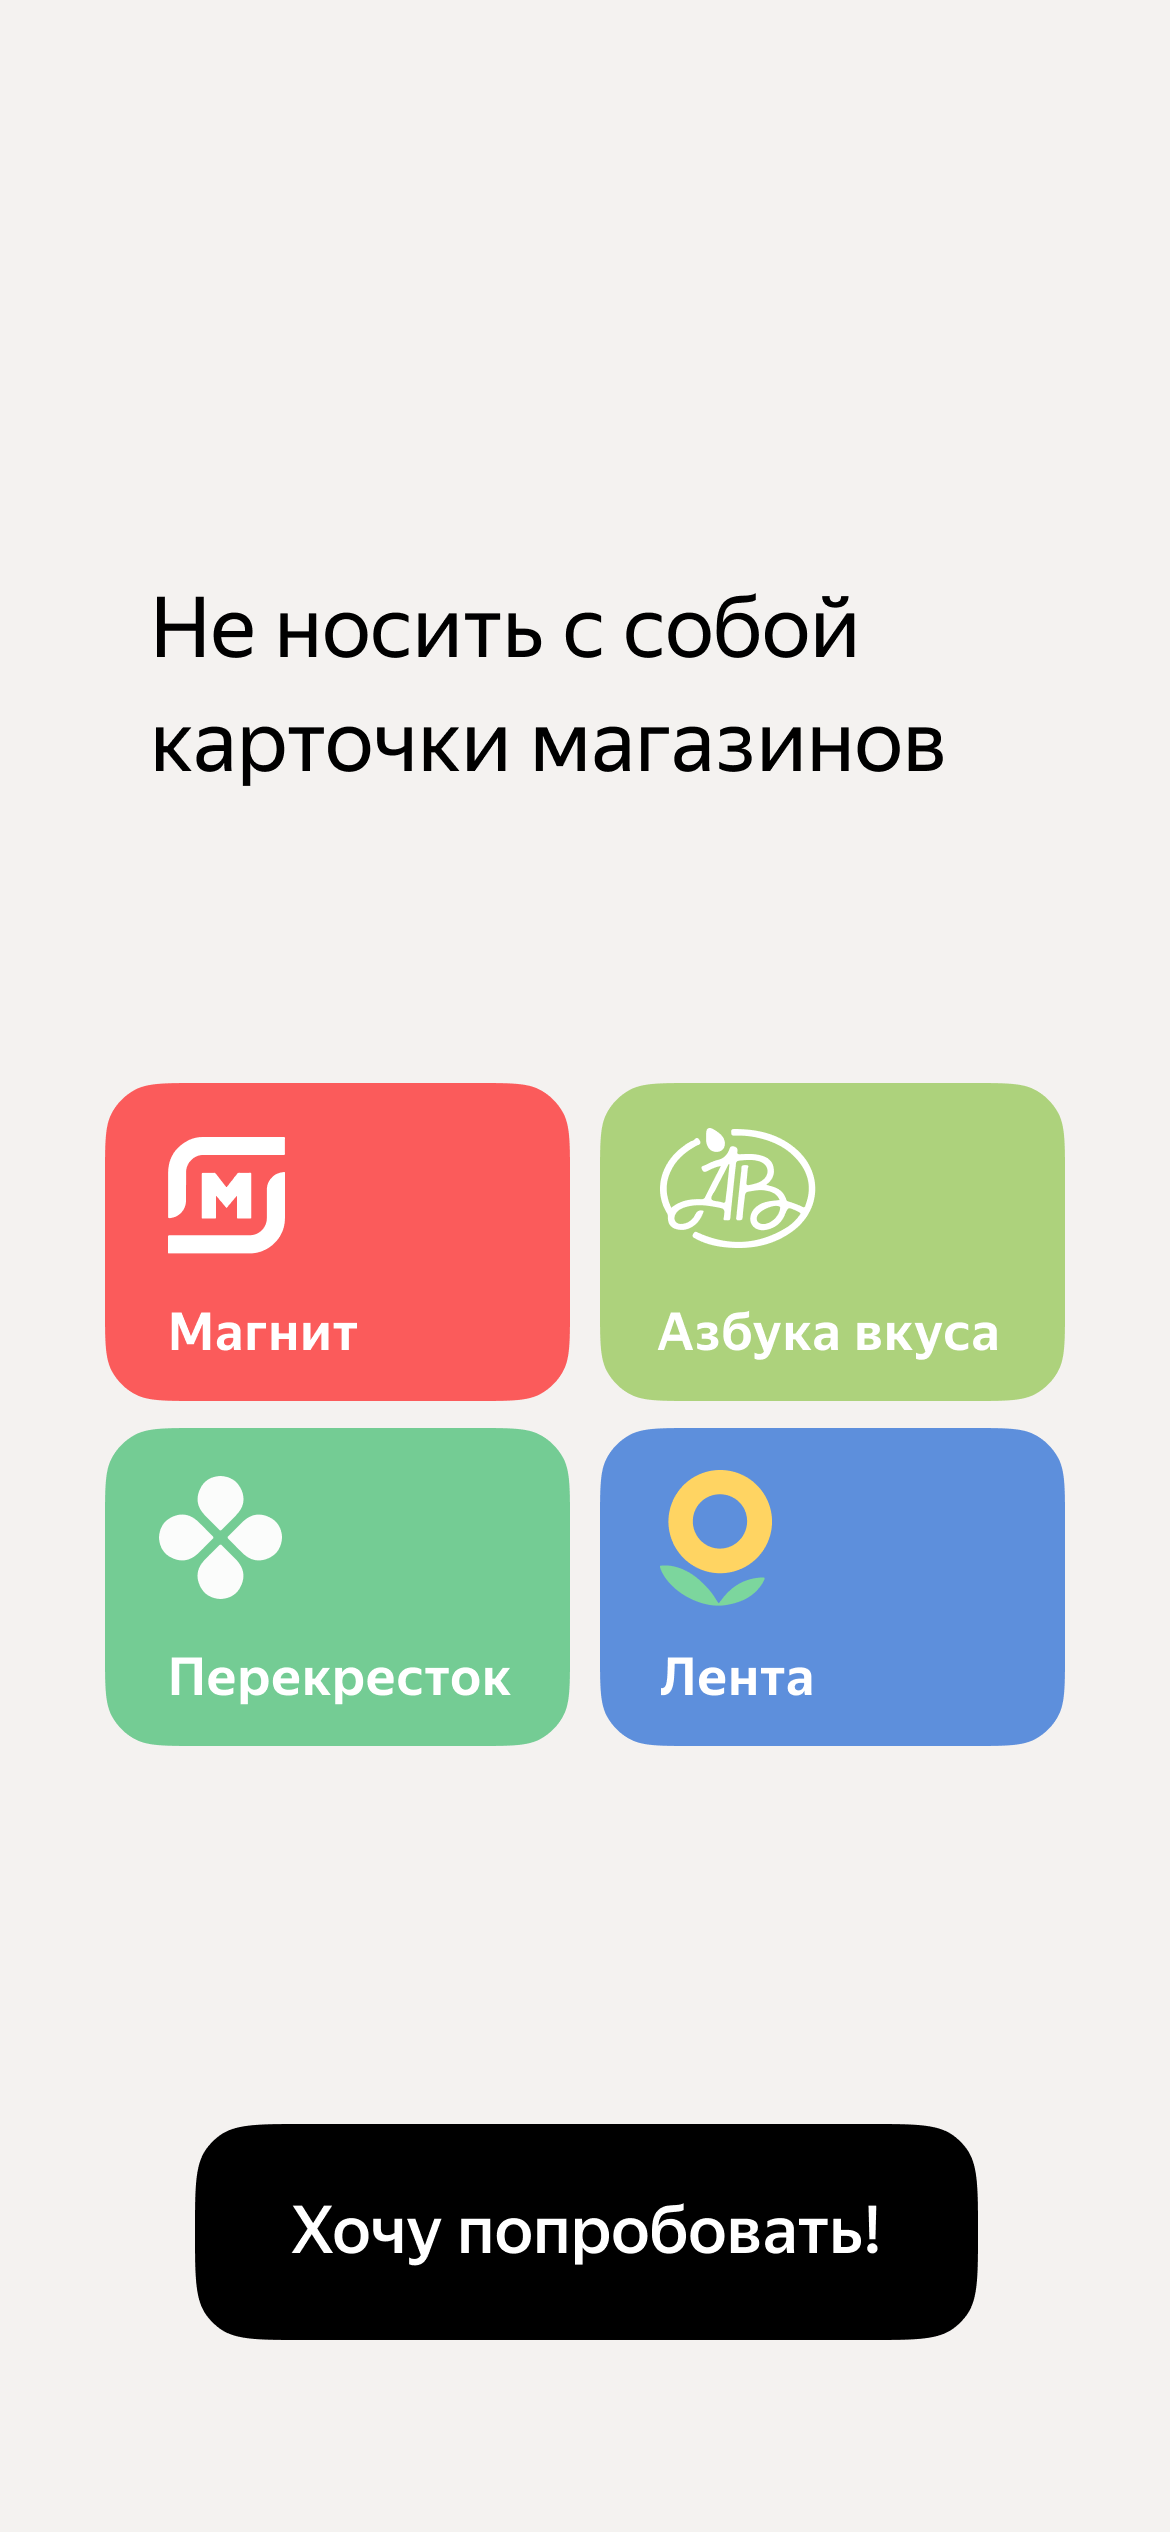 Не носить с собой
карточки магазинов
М
АВ
Магнит
Азбука вкуса
Перекресток
Лента
Хочу попробовать!